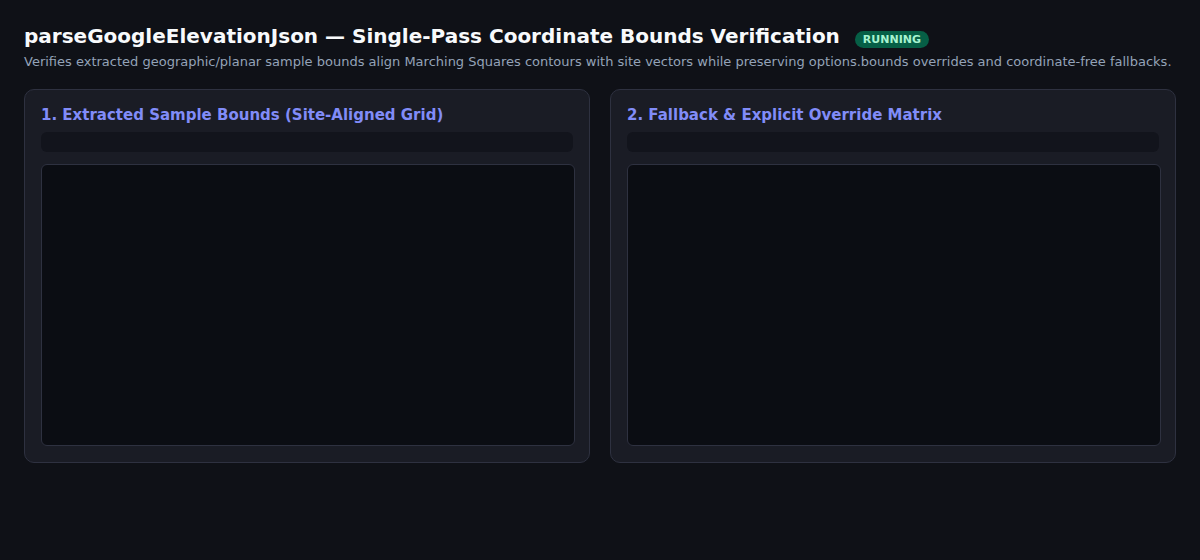 parseGoogleElevationJson — Single-Pass Coordinate Bounds Verification RUNNING
Verifies extracted geographic/planar sample bounds align Marching Squares contours with site vectors while preserving options.bounds overrides and coordinate-free fallbacks.
1. Extracted Sample Bounds (Site-Aligned Grid)
2. Fallback & Explicit Override Matrix